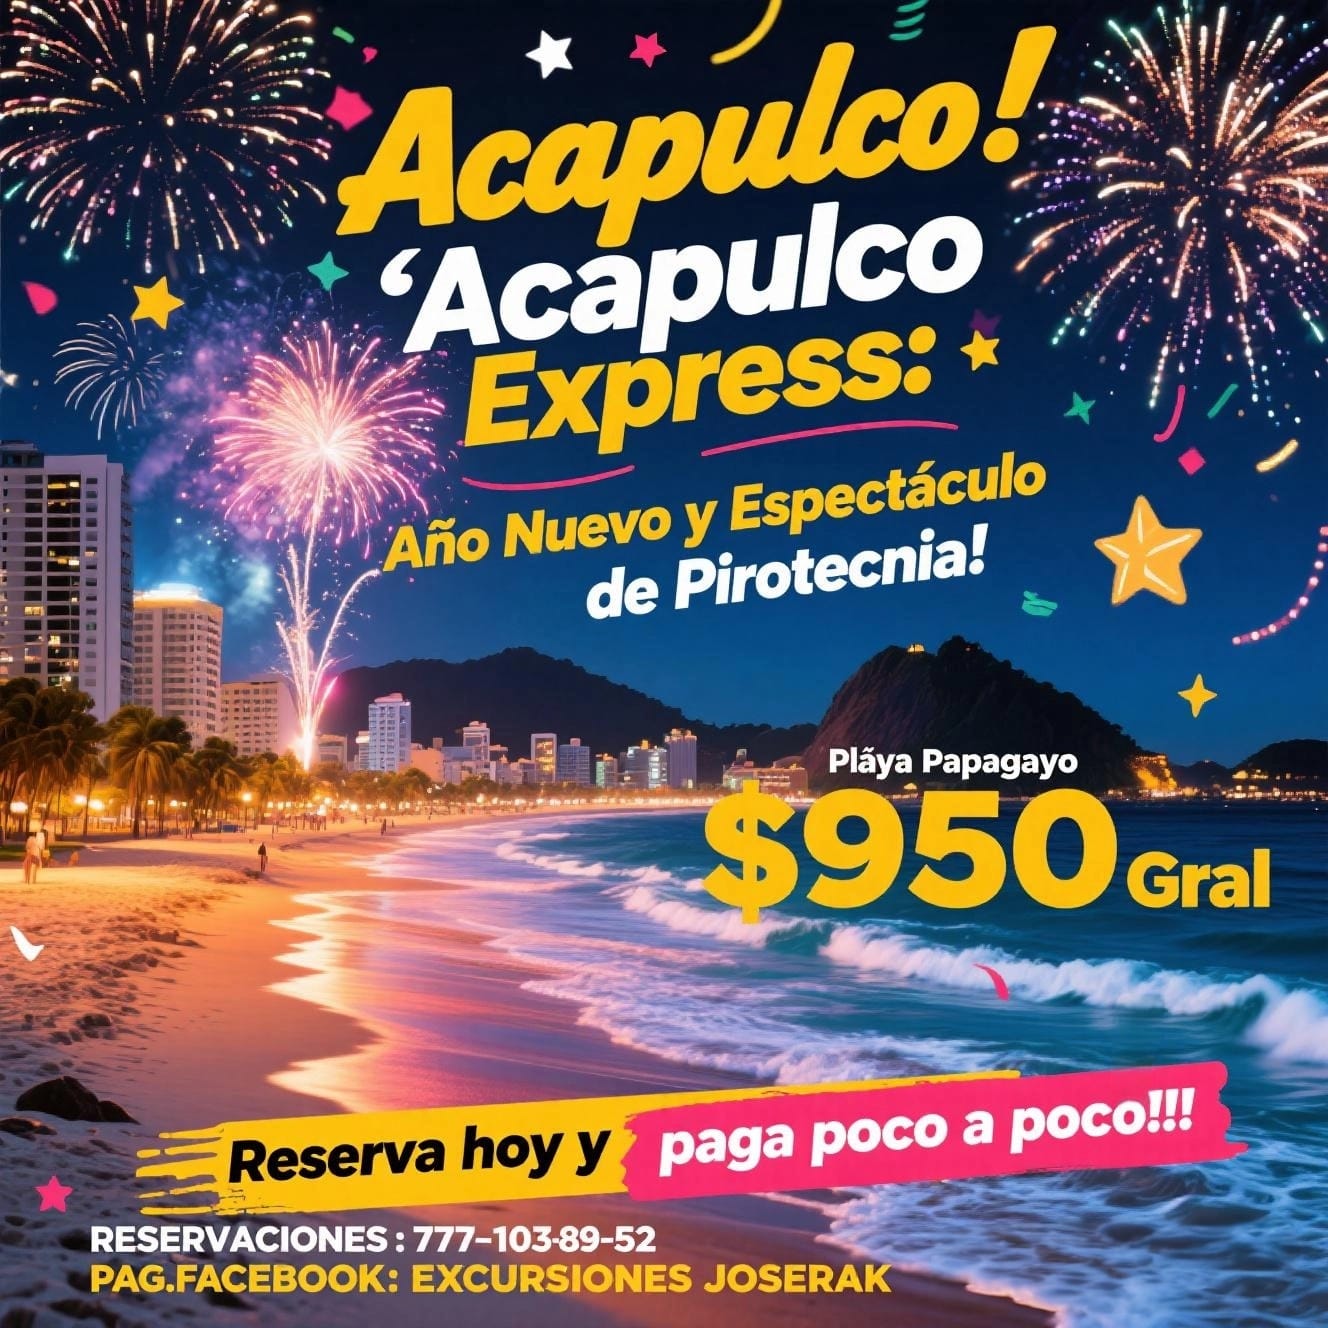 Acapulco!
‘Acapulco
Express:
Año Nuevo y Espectáculo
de Pirotecnia!
Plãya Papagayo
$950 Gral
Reserva hoy y paga poco a poco!!!
RESERVACIONES : 777-103-89-52
PAG.FACEBOOK: EXCURSIONES JOSERAK